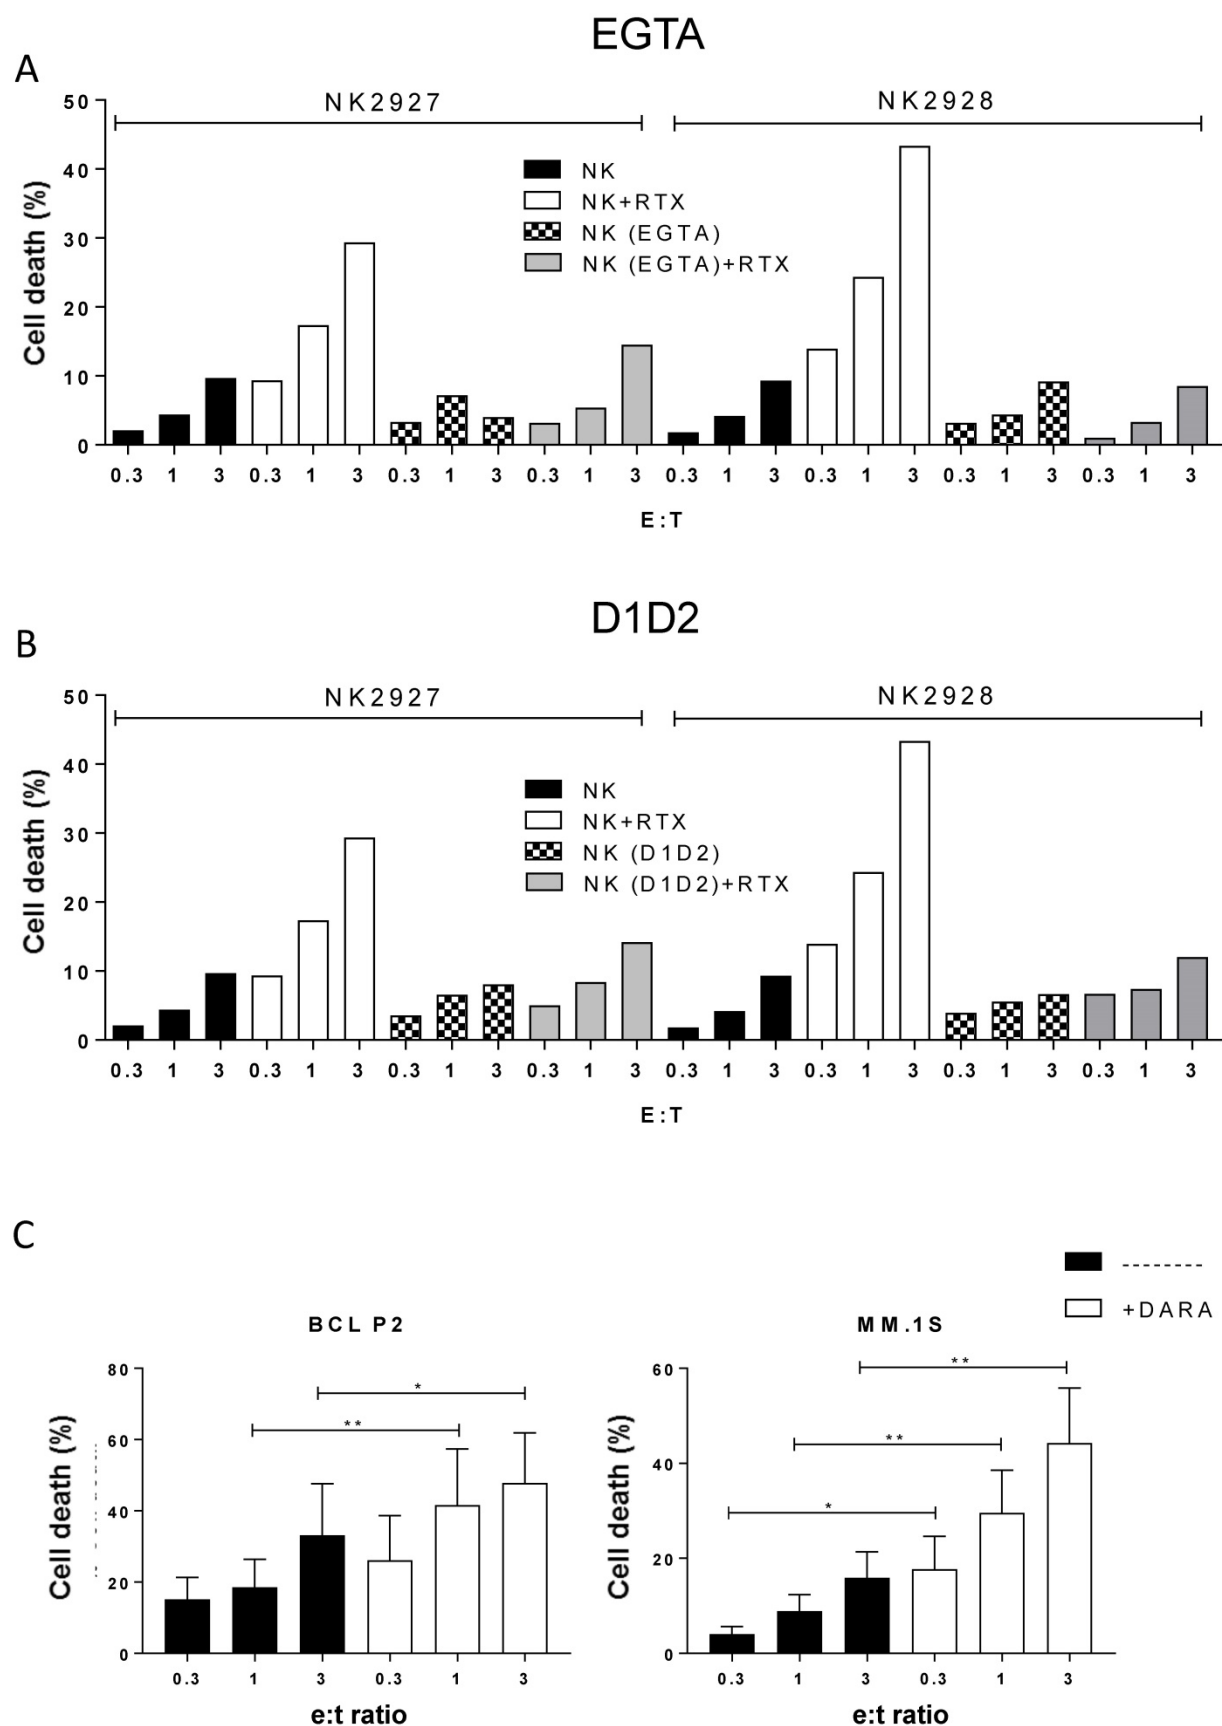 EGTA
A
NK2927
NK2928
50
40
30
20
10
0
Cell death (%)
NK
NK+RTX
NK (EGTA)
NK (EGTA)+RTX
0.3 1 3 0.3 1 3 0.3 1 3 0.3 1 3 0.3 1 3 0.3 1 3 0.3 1 3 0.3 1 3
E:T
D1D2
B
NK2927
NK2928
50
40
30
20
10
0
Cell death (%)
NK
NK+RTX
NK (D1D2)
NK (D1D2)+RTX
0.3 1 3 0.3 1 3 0.3 1 3 0.3 1 3 0.3 1 3 0.3 1 3 0.3 1 3 0.3 1 3
E:T
C
+DARA
BCL P2
80
60
40
20
0
Cell death (%)
*
**
0.3 1 3 0.3 1 3
e:t ratio
MM.1S
60
40
20
0
Cell death (%)
**
**
*
0.3 1 3 0.3 1 3
e:t ratio